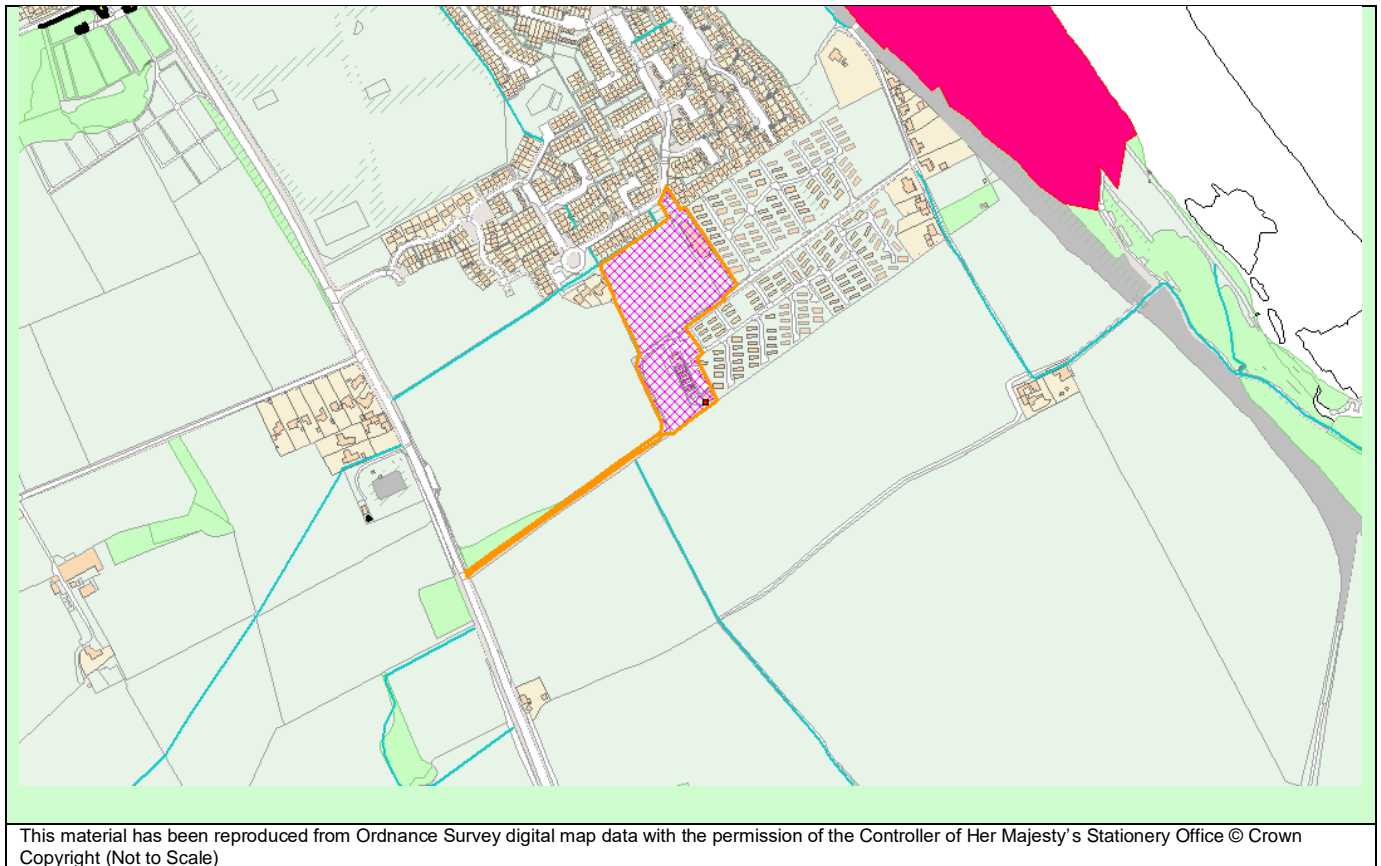 This material has been reproduced from Ordnance Survey digital map data with the permission of the Controller of Her Majesty's Stationery Office © Crown
Copyright (Not to Scale)